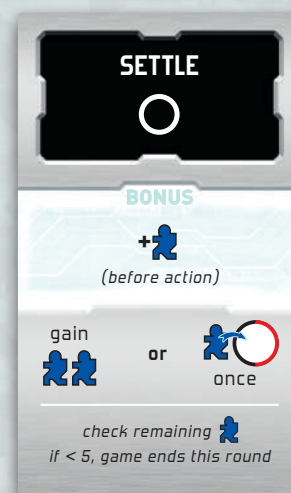 SETTLE
BONUS
+
(before action)
gain or
once
check remaining
if < 5, game ends this round